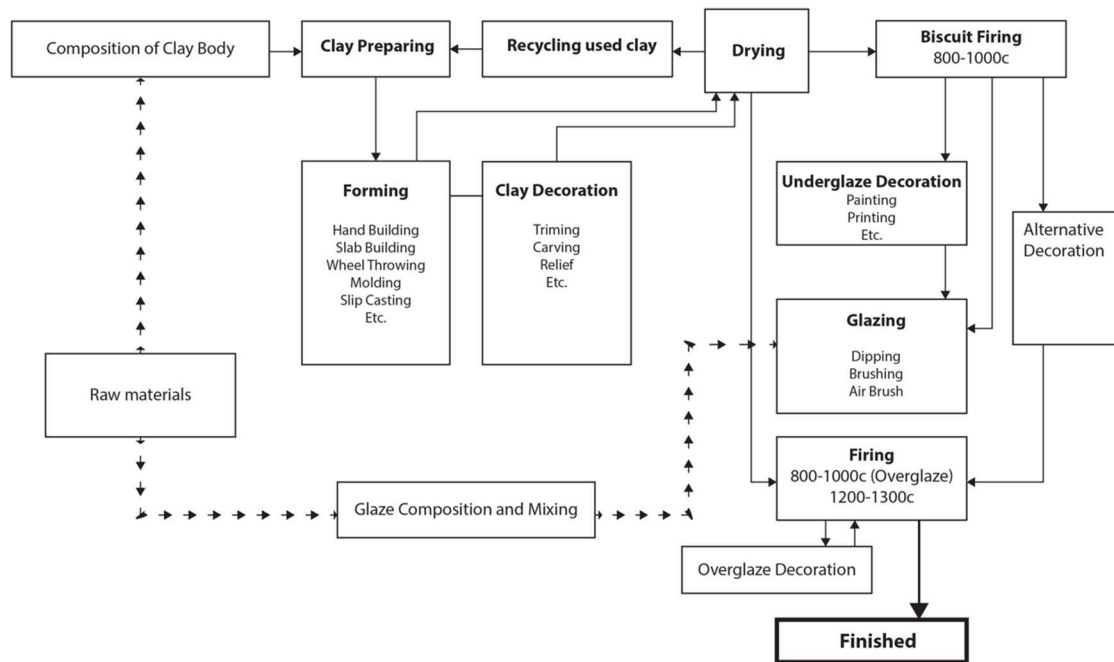 Composition of Clay Body
Clay Preparing
Recycling used clay
Drying
Biscuit Firing
800-1000c
Forming
Hand Building
Slab Building
Wheel Throwing
Molding
Slip Casting
Etc.
Clay Decoration
Triming
Carving
Relief
Etc.
Underglaze Decoration
Painting
Printing
Etc.
Alternative
Decoration
Glazing
Dipping
Brushing
Air Brush
Raw materials
Glaze Composition and Mixing
Firing
800-1000c (Overglaze)
1200-1300c
Overglaze Decoration
Finished